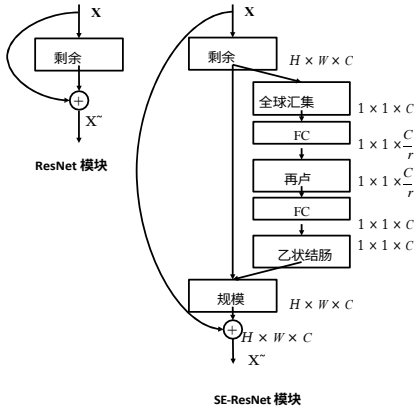 X
剩余
+
X~
ResNet 模块
X
剩余
H × W × C
全球汇集
1 × 1 × C
FC
1 × 1 × C/r
再卢
1 × 1 × C/r
FC
1 × 1 × C
1 × 1 × C
乙状结肠
规模
H × W × C
+
H × W × C
X~
SE-ResNet 模块